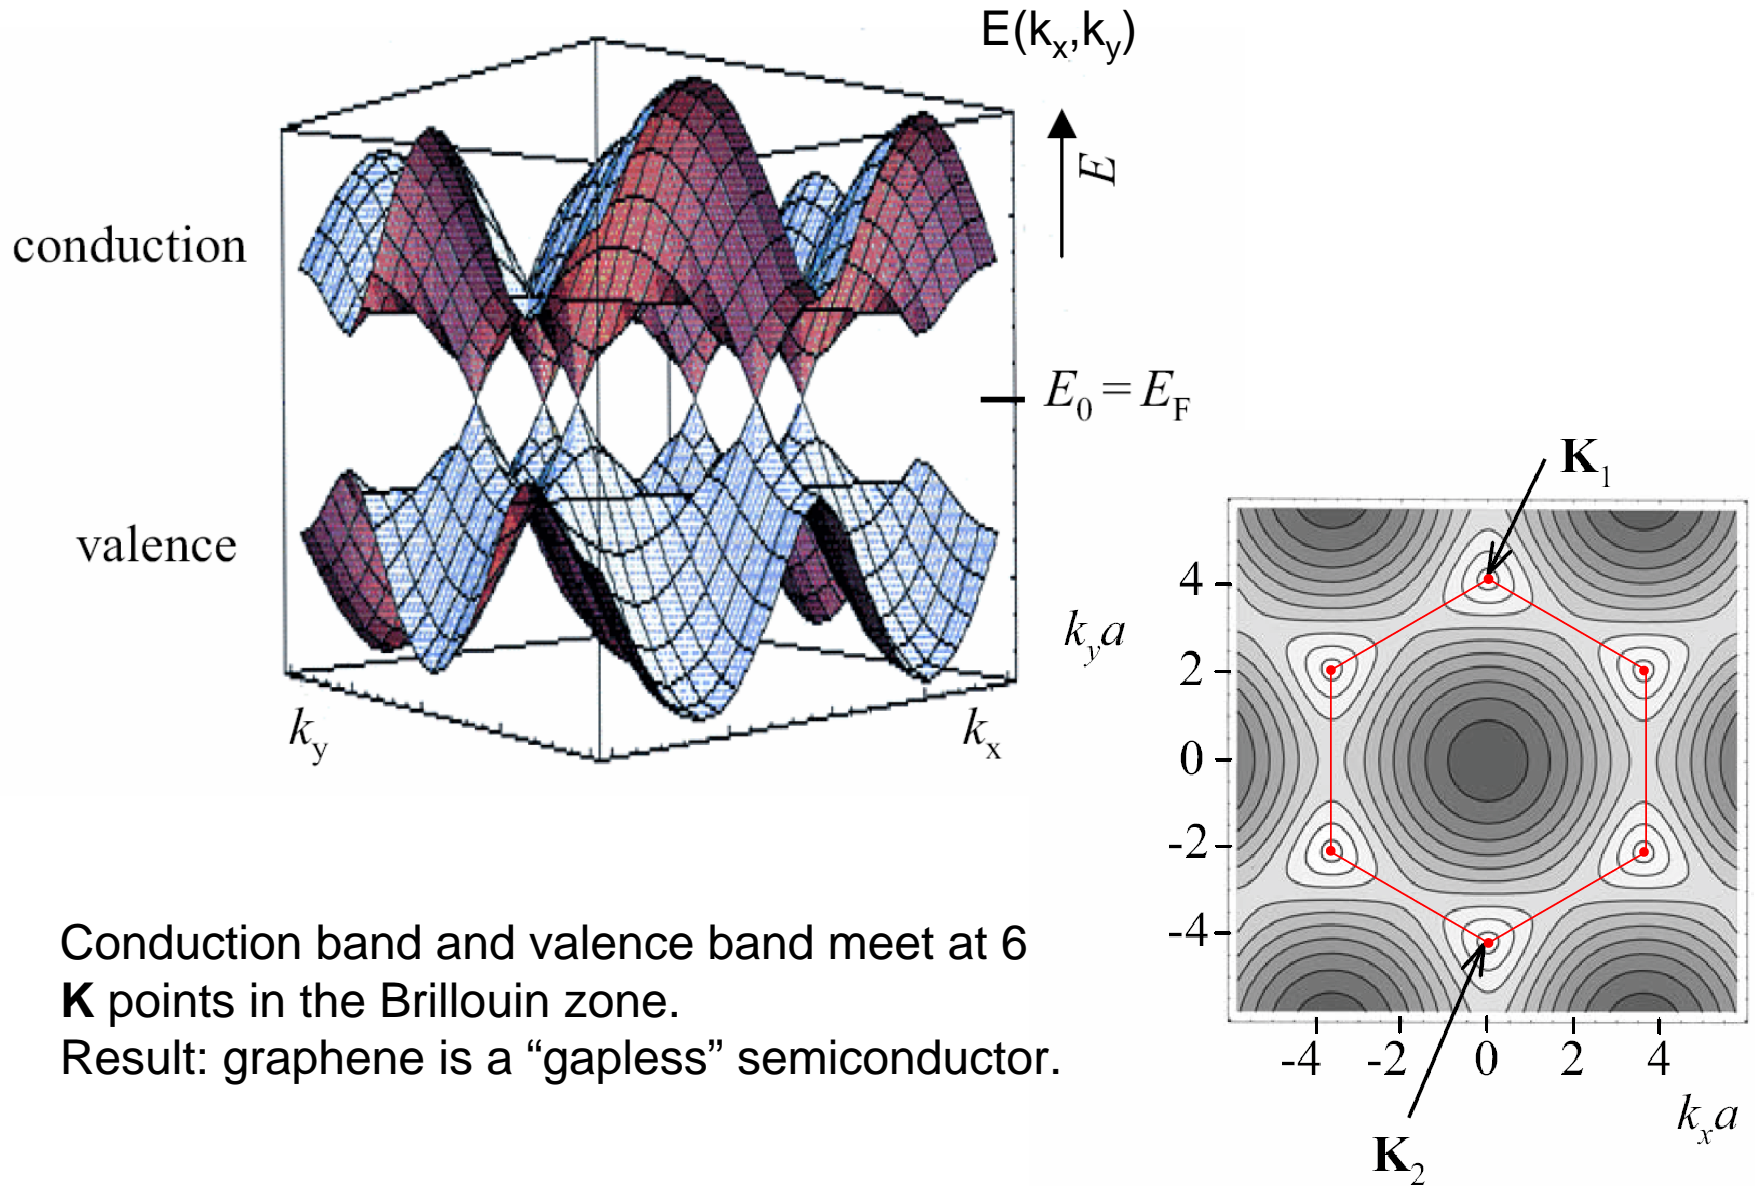 E(kx,ky)
E
conduction
E0 = EF
valence
ky
kx
K1
kya
4
2
0
-2
-4
-4 -2 0 2 4
kxa
K2
Conduction band and valence band meet at 6
K points in the Brillouin zone.
Result: graphene is a “gapless” semiconductor.